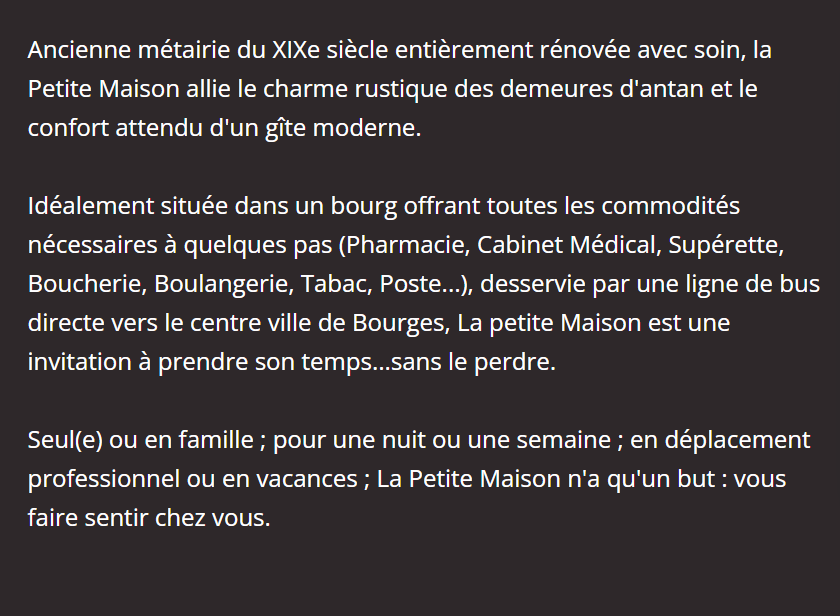 Ancienne métairie du XIXe siècle entièrement rénovée avec soin, la
Petite Maison allie le charme rustique des demeures d'antan et le
confort attendu d'un gîte moderne.
Idéalement située dans un bourg offrant toutes les commodités
nécessaires à quelques pas (Pharmacie, Cabinet Médical, Supérette,
Boucherie, Boulangerie, Tabac, Poste...), desservie par une ligne de bus
directe vers le centre ville de Bourges, La petite Maison est une
invitation à prendre son temps...sans le perdre.
Seul(e) ou en famille ; pour une nuit ou une semaine ; en déplacement
professionnel ou en vacances ; La Petite Maison n'a qu'un but : vous
faire sentir chez vous.